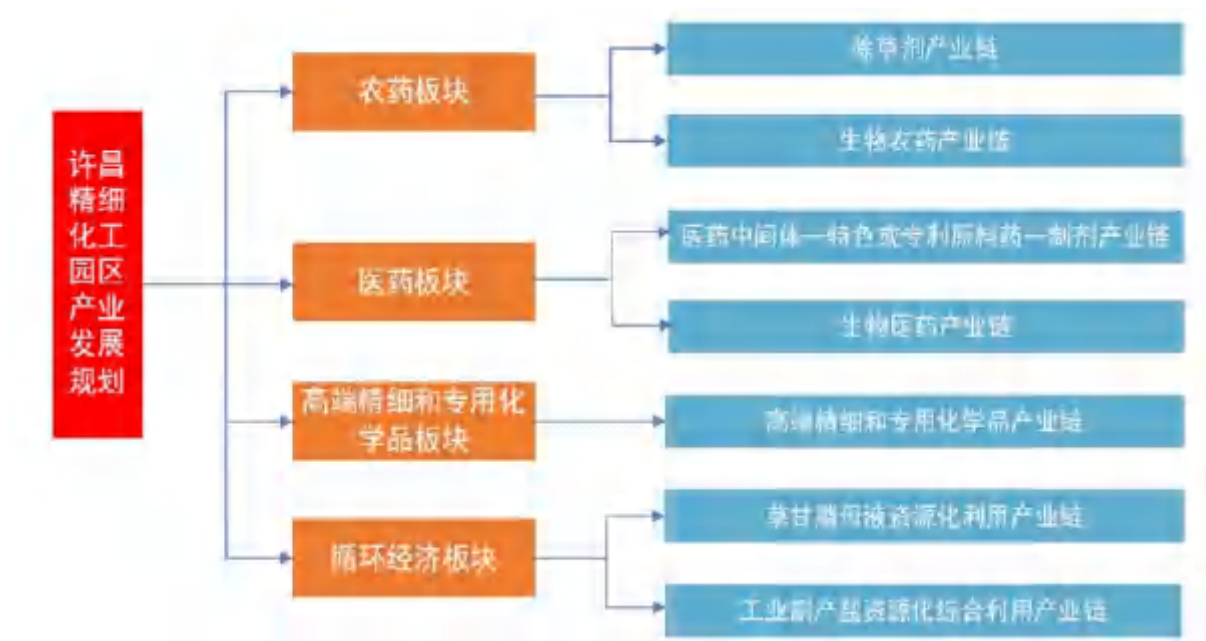 许昌
精细
化工
园区
产业
发展
规划
农药板块
除草剂产业链
生物农药产业链
医药板块
医药中间体—特色或专利原料药—制剂产业链
生物医药产业链
高端精细和专用化
学品板块
高端精细和专用化学品产业链
循环经济板块
草甘膦母液资源化利用产业链
工业副产盐资源化综合利用产业链